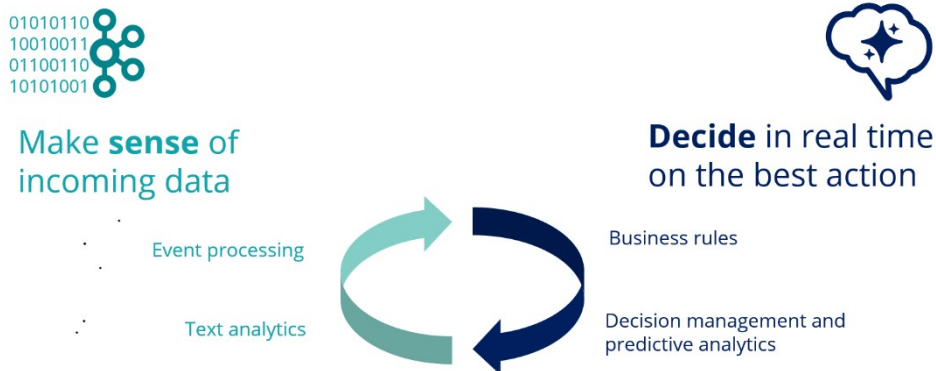 01010110
10010011
01100110
10101001
Make sense of
incoming data
Event processing
Text analytics
Decide in real time
on the best action
Business rules
Decision management and
predictive analytics